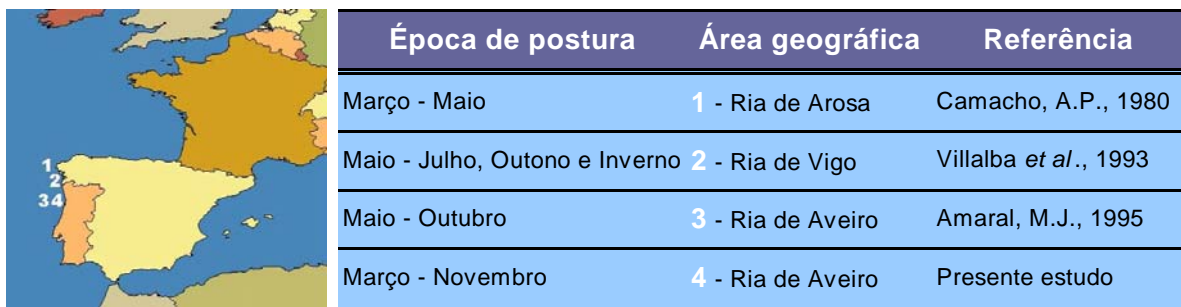 1
2
34
Época de postura Área geográfica Referência
Março - Maio 1 - Ria de Arosa Camacho, A.P., 1980
Maio - Julho, Outono e Inverno 2 - Ria de Vigo Villalba et al., 1993
Maio - Outubro 3 - Ria de Aveiro Amaral, M.J., 1995
Março - Novembro 4 - Ria de Aveiro Presente estudo